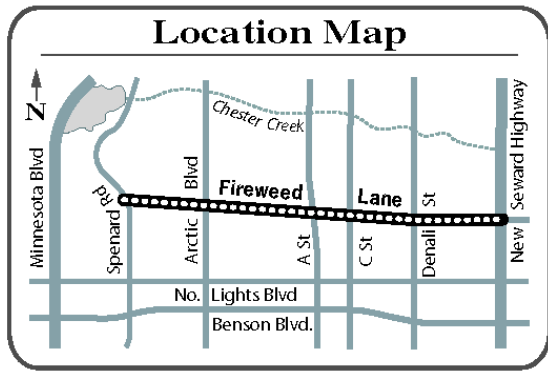 Location Map
N
Chester Creek
Minnesota Blvd
Spenard Rd
Arctic Blvd
Fireweed Lane
A St
C St
Denali St
New Seward Highway
No. Lights Blvd
Benson Blvd.